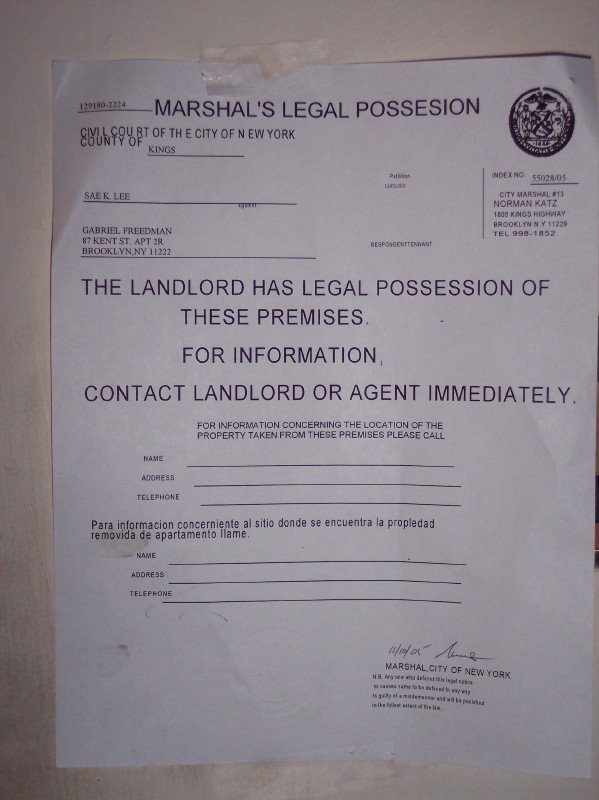 129180-2224
MARSHAL'S LEGAL POSSESION
CIVIL COURT OF THE CITY OF NEW YORK
COUNTY OF KINGS
Petition
LANDLORD
INDEX NO. 55028/05
SAE K. LEE
against
CITY MARSHAL #13
NORMAN KATZ
1800 KINGS HIGHWAY
BROOKLYN N Y 11229
TEL 998-1852
GABRIEL FREEDMAN
87 KENT ST. APT 2R
BROOKLYN,NY 11222
RESPONDENTTENHANT
THE LANDLORD HAS LEGAL POSSESSION OF
THESE PREMISES.
FOR INFORMATION,
CONTACT LANDLORD OR AGENT IMMEDIATELY.
FOR INFORMATION CONCERNING THE LOCATION OF THE
PROPERTY TAKEN FROM THESE PREMISES PLEASE CALL
NAME
ADDRESS
TELEPHONE
Para informacion concerniente al sitio donde se encuentra la propledad
removida de apartamento llame.
NAME
ADDRESS
TELEPHONE
11/10/05
MARSHAL,CITY OF NEW YORK
N.B. Any one who defaces this legal notice
or causes same to be defaced in any way
is guilty of a misdemeanor and will be punished
to the fullest extent of the law.